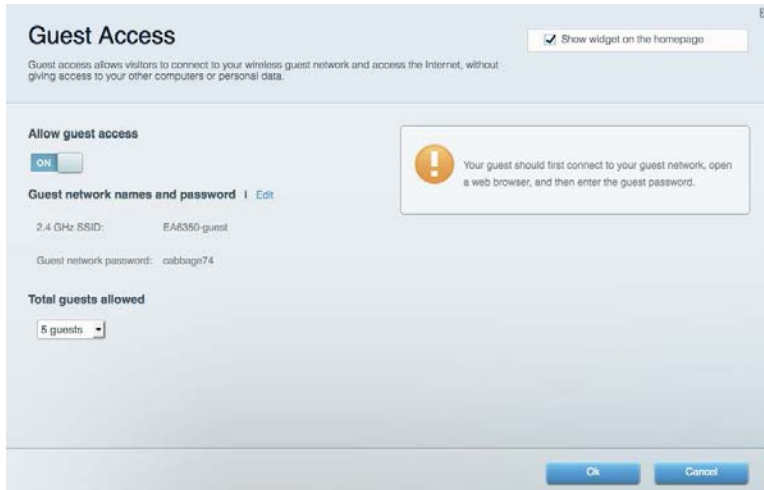 Guest Access
Show widget on the homepage
Guest access allows visitors to connect to your wireless guest network and access the Internet, without
giving access to your other computers or personal data.
Allow guest access
ON
Your guest should first connect to your guest network, open
a web browser, and then enter the guest password.
Guest network names and password | Edit
2.4 GHz SSID: EA6350-guest
Guest network password: cabbage74
Total guests allowed
5 guests
Ok
Cancel